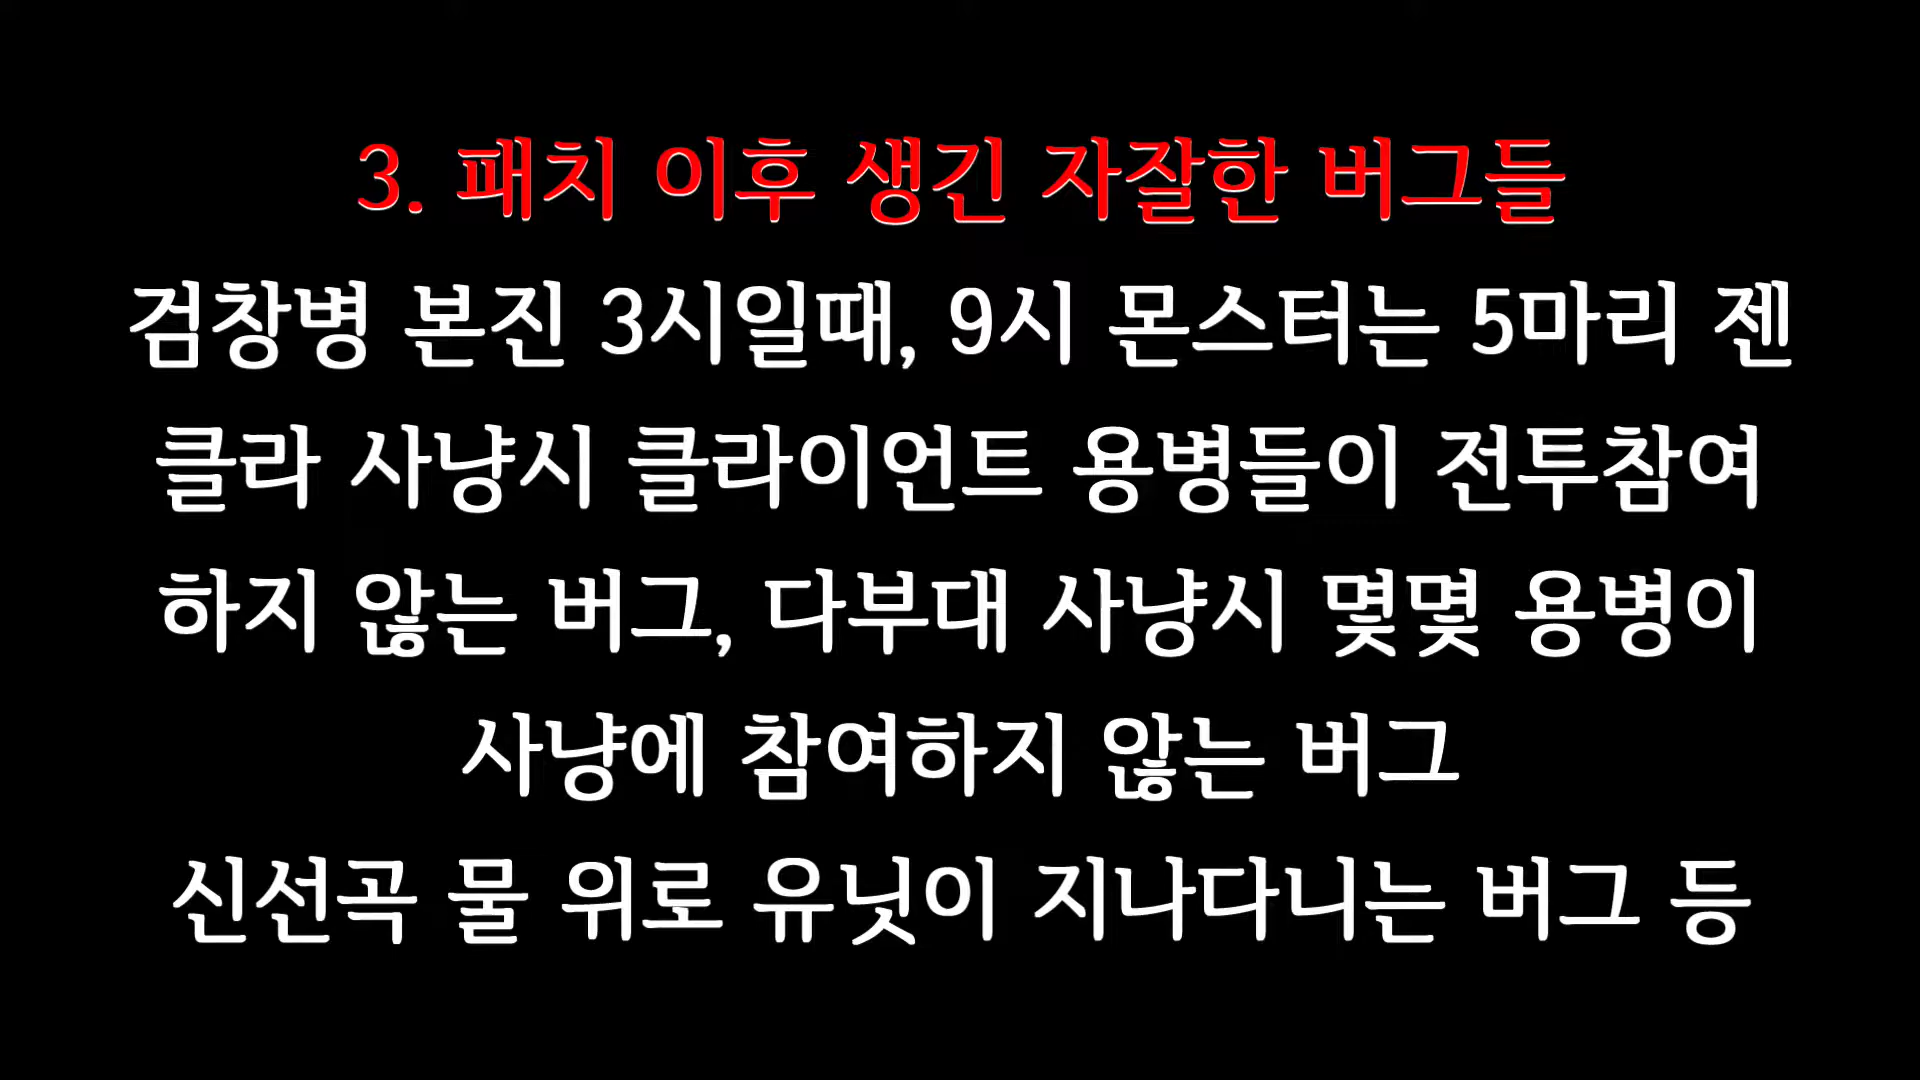 3. 패치 이후 생긴 자잘한 버그들
검창병 본진 3시일때, 9시 몬스터는 5마리 젠
클라 사냥시 클라이언트 용병들이 전투참여
하지 않는 버그, 다부대 사냥시 몇몇 용병이
사냥에 참여하지 않는 버그
신선곡 물 위로 유닛이 지나다니는 버그 등